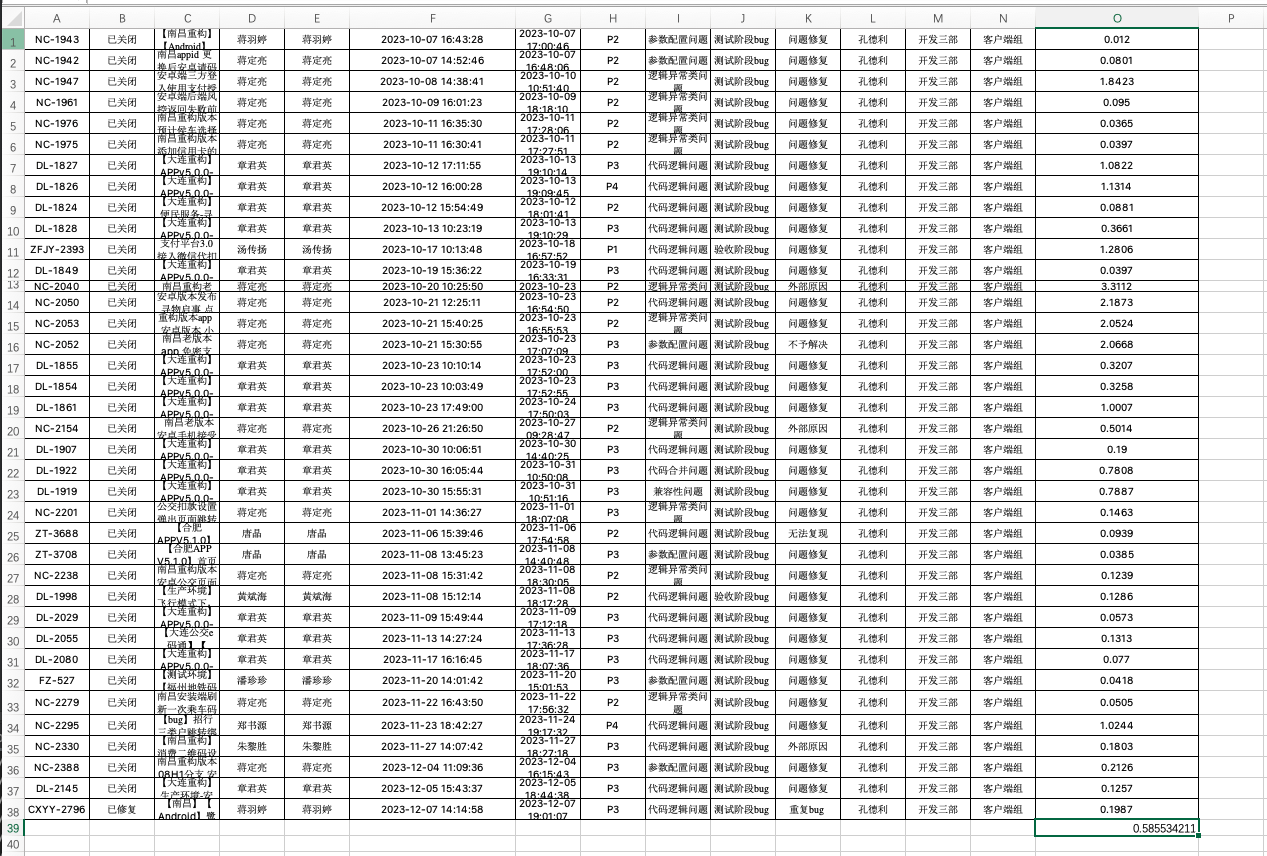 A B C D E F G H I J K L M N O P
1 NC-1943 已关闭 【南昌重构】【Android】 蒋羽婷 蒋羽婷 2023-10-07 16:43:28 2023-10-07 17:00:46 P2 参数配置问题 测试阶段bug 问题修复 孔德利 开发三部 客户端组 0.012
2 NC-1942 已关闭 南昌appid 更换后安卓请码 蒋定亮 蒋定亮 2023-10-07 14:52:46 2023-10-07 16:48:06 P2 参数配置问题 测试阶段bug 问题修复 孔德利 开发三部 客户端组 0.0801
3 NC-1947 已关闭 安卓端三方登入使用支付授 蒋定亮 蒋定亮 2023-10-08 14:38:41 2023-10-10 10:51:40 P2 逻辑异常类问题 测试阶段bug 问题修复 孔德利 开发三部 客户端组 1.8423
4 NC-1961 已关闭 安卓端后端风控返回失败前 蒋定亮 蒋定亮 2023-10-09 16:01:23 2023-10-09 18:18:10 P2 逻辑异常类问题 测试阶段bug 问题修复 孔德利 开发三部 客户端组 0.095
5 NC-1976 已关闭 南昌重构版本预计候车选择 蒋定亮 蒋定亮 2023-10-11 16:35:30 2023-10-11 17:28:06 P2 逻辑异常类问题 测试阶段bug 问题修复 孔德利 开发三部 客户端组 0.0365
6 NC-1975 已关闭 南昌重构版本添加信用卡的 蒋定亮 蒋定亮 2023-10-11 16:30:41 2023-10-11 17:27:51 P2 逻辑异常类问题 测试阶段bug 问题修复 孔德利 开发三部 客户端组 0.0397
7 DL-1827 已关闭 【大连重构】APPv5.0.0- 章君英 章君英 2023-10-12 17:11:55 2023-10-13 19:10:14 P3 代码逻辑问题 测试阶段bug 问题修复 孔德利 开发三部 客户端组 1.0822
8 DL-1826 已关闭 【大连重构】APPv5.0.0- 章君英 章君英 2023-10-12 16:00:28 2023-10-13 19:09:45 P4 代码逻辑问题 测试阶段bug 问题修复 孔德利 开发三部 客户端组 1.1314
9 DL-1824 已关闭 【大连重构】便民服务-寻 章君英 章君英 2023-10-12 15:54:49 2023-10-12 18:01:41 P2 代码逻辑问题 测试阶段bug 问题修复 孔德利 开发三部 客户端组 0.0881
10 DL-1828 已关闭 【大连重构】APPv5.0.0- 章君英 章君英 2023-10-13 10:23:19 2023-10-13 19:10:29 P3 代码逻辑问题 测试阶段bug 问题修复 孔德利 开发三部 客户端组 0.3661
11 ZFJY-2393 已关闭 支付平台3.0接入微信代扣 汤传扬 汤传扬 2023-10-17 10:13:48 2023-10-18 16:57:52 P1 代码逻辑问题 验收阶段bug 问题修复 孔德利 开发三部 客户端组 1.2806
12 DL-1849 已关闭 【大连重构】APPv5.0.0- 章君英 章君英 2023-10-19 15:36:22 2023-10-19 16:33:31 P3 代码逻辑问题 测试阶段bug 问题修复 孔德利 开发三部 客户端组 0.0397
13 NC-2040 已关闭 南昌重构老 蒋定亮 蒋定亮 2023-10-20 10:25:50 2023-10-23 P2 逻辑异常类问 测试阶段bug 外部原因 孔德利 开发三部 客户端组 3.3112
14 NC-2050 已关闭 安卓版本发布寻物启事 点 蒋定亮 蒋定亮 2023-10-21 12:25:11 2023-10-23 16:54:50 P2 代码逻辑问题 测试阶段bug 问题修复 孔德利 开发三部 客户端组 2.1873
15 NC-2053 已关闭 重构版本app安卓版本 小 蒋定亮 蒋定亮 2023-10-21 15:40:25 2023-10-23 16:55:53 P2 逻辑异常类问题 测试阶段bug 问题修复 孔德利 开发三部 客户端组 2.0524
16 NC-2052 已关闭 南昌老版本app 免密支 蒋定亮 蒋定亮 2023-10-21 15:30:55 2023-10-23 17:07:09 P3 参数配置问题 测试阶段bug 不予解决 孔德利 开发三部 客户端组 2.0668
17 DL-1855 已关闭 【大连重构】APPv5.0.0- 章君英 章君英 2023-10-23 10:10:14 2023-10-23 17:52:00 P3 代码逻辑问题 测试阶段bug 问题修复 孔德利 开发三部 客户端组 0.3207
18 DL-1854 已关闭 【大连重构】APPv5.0.0- 章君英 章君英 2023-10-23 10:03:49 2023-10-23 17:52:55 P3 代码逻辑问题 测试阶段bug 问题修复 孔德利 开发三部 客户端组 0.3258
19 DL-1861 已关闭 【大连重构】APPv5.0.0- 章君英 章君英 2023-10-23 17:49:00 2023-10-24 17:50:03 P3 代码逻辑问题 测试阶段bug 问题修复 孔德利 开发三部 客户端组 1.0007
20 NC-2154 已关闭 南昌老版本安卓手机接受 蒋定亮 蒋定亮 2023-10-26 21:26:50 2023-10-27 09:28:47 P2 逻辑异常类问题 测试阶段bug 外部原因 孔德利 开发三部 客户端组 0.5014
21 DL-1907 已关闭 【大连重构】APPv5.0.0- 章君英 章君英 2023-10-30 10:06:51 2023-10-30 14:40:25 P3 代码逻辑问题 测试阶段bug 问题修复 孔德利 开发三部 客户端组 0.19
22 DL-1922 已关闭 【大连重构】APPv5.0.0- 章君英 章君英 2023-10-30 16:05:44 2023-10-31 10:50:08 P3 代码合并问题 测试阶段bug 问题修复 孔德利 开发三部 客户端组 0.7808
23 DL-1919 已关闭 【大连重构】APPv5.0.0- 章君英 章君英 2023-10-30 15:55:31 2023-10-31 10:51:16 P3 兼容性问题 测试阶段bug 问题修复 孔德利 开发三部 客户端组 0.7887
24 NC-2201 已关闭 公交扣款设置弹出页面跳转 蒋定亮 蒋定亮 2023-11-01 14:36:27 2023-11-01 18:07:08 P3 逻辑异常类问题 测试阶段bug 问题修复 孔德利 开发三部 客户端组 0.1463
25 ZT-3688 已关闭 【合肥APPV5.1.0】 唐晶 唐晶 2023-11-06 15:39:46 2023-11-06 17:54:58 P2 代码逻辑问题 测试阶段bug 无法复现 孔德利 开发三部 客户端组 0.0939
26 ZT-3708 已关闭 【合肥APPV5.1.0】首页 唐晶 唐晶 2023-11-08 13:45:23 2023-11-08 14:40:48 P3 参数配置问题 测试阶段bug 问题修复 孔德利 开发三部 客户端组 0.0385
27 NC-2238 已关闭 南昌重构版本安卓公交页面 蒋定亮 蒋定亮 2023-11-08 15:31:42 2023-11-08 18:30:05 P2 逻辑异常类问题 测试阶段bug 问题修复 孔德利 开发三部 客户端组 0.1239
28 DL-1998 已关闭 【生产环境】飞行模式下, 黄斌海 黄斌海 2023-11-08 15:12:14 2023-11-08 18:17:28 P2 代码逻辑问题 验收阶段bug 问题修复 孔德利 开发三部 客户端组 0.1286
29 DL-2029 已关闭 【大连重构】APPv5.0.0- 章君英 章君英 2023-11-09 15:49:44 2023-11-09 17:12:18 P3 代码逻辑问题 测试阶段bug 问题修复 孔德利 开发三部 客户端组 0.0573
30 DL-2055 已关闭 【大连公交e码通】【 章君英 章君英 2023-11-13 14:27:24 2023-11-13 17:36:28 P3 代码逻辑问题 测试阶段bug 问题修复 孔德利 开发三部 客户端组 0.1313
31 DL-2080 已关闭 【大连重构】APPv5.0.0- 章君英 章君英 2023-11-17 16:16:45 2023-11-17 18:07:36 P3 代码逻辑问题 测试阶段bug 问题修复 孔德利 开发三部 客户端组 0.077
32 FZ-527 已关闭 【测试环境】【福州地铁码 潘珍珍 潘珍珍 2023-11-20 14:01:42 2023-11-20 15:01:53 P3 参数配置问题 测试阶段bug 问题修复 孔德利 开发三部 客户端组 0.0418
33 NC-2279 已关闭 南昌安装端刷新一次乘车码 蒋定亮 蒋定亮 2023-11-22 16:43:50 2023-11-22 17:56:32 P2 逻辑异常类问题 测试阶段bug 问题修复 孔德利 开发三部 客户端组 0.0505
34 NC-2295 已关闭 【bug】招行三类户跳转绑 郑书源 郑书源 2023-11-23 18:42:27 2023-11-24 19:17:32 P4 代码逻辑问题 测试阶段bug 问题修复 孔德利 开发三部 客户端组 1.0244
35 NC-2330 已关闭 【南昌重构】消费二维码设 朱黎胜 朱黎胜 2023-11-27 14:07:42 2023-11-27 18:27:18 P3 代码逻辑问题 测试阶段bug 外部原因 孔德利 开发三部 客户端组 0.1803
36 NC-2388 已关闭 南昌重构版本08H1分支 安 蒋定亮 蒋定亮 2023-12-04 11:09:36 2023-12-04 16:15:43 P3 参数配置问题 测试阶段bug 问题修复 孔德利 开发三部 客户端组 0.2126
37 DL-2145 已关闭 【大连重构】生产环境-安 章君英 章君英 2023-12-05 15:43:37 2023-12-05 18:44:38 P2 代码逻辑问题 测试阶段bug 问题修复 孔德利 开发三部 客户端组 0.1257
38 CXYY-2796 已修复 【南昌】【Android】鹭 蒋羽婷 蒋羽婷 2023-12-07 14:14:58 2023-12-07 19:01:07 P3 代码逻辑问题 测试阶段bug 重复bug 孔德利 开发三部 客户端组 0.1987
39 0.585534211
40